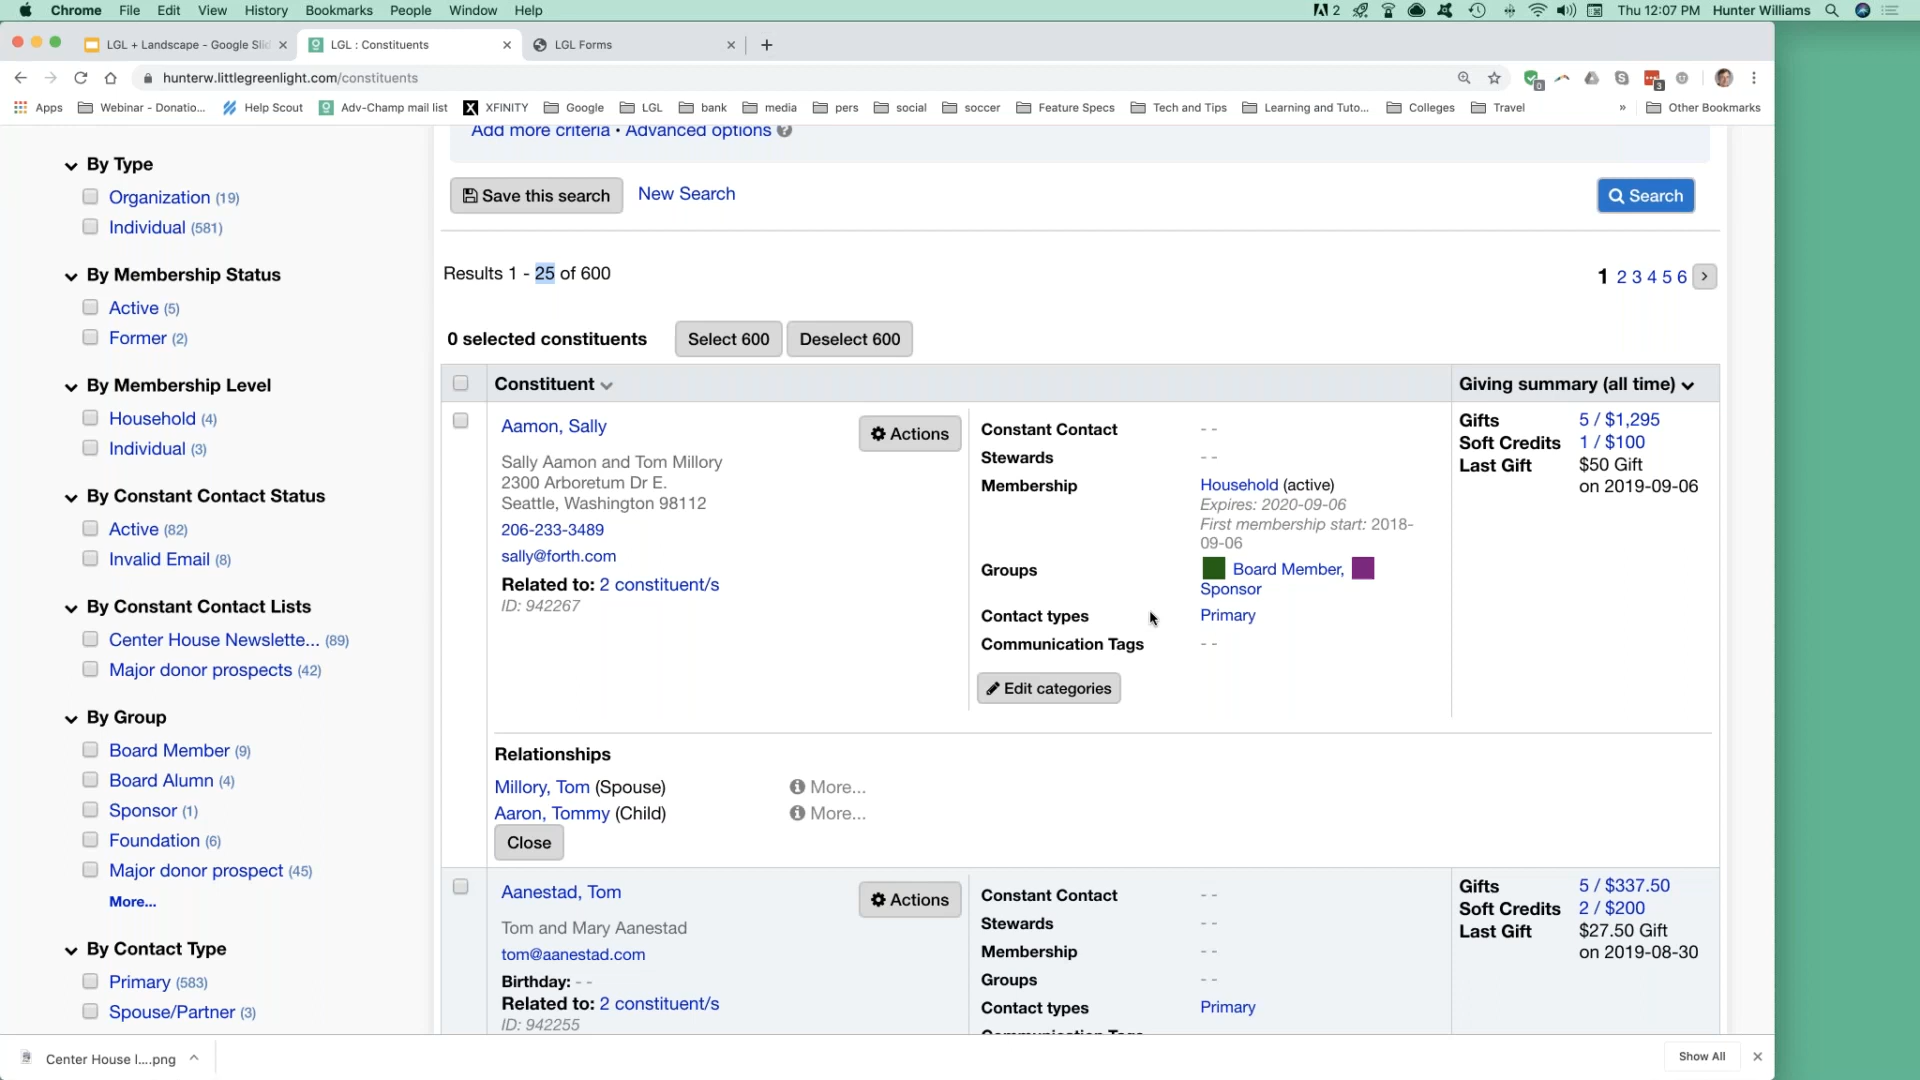 Chrome File Edit View History Bookmarks People Window Help 2 Thu 12:07 PM Hunter Williams
LGL + Landscape - Google Slid LGL : Constituents LGL Forms
hunterw.littlegreenlight.com/constituents
Apps Webinar - Donatio... Help Scout Adv-Champ mail list XFINITY Google LGL bank media pers social soccer Feature Specs Tech and Tips Learning and Tuto... Colleges Travel » Other Bookmarks
Add more criteria • Advanced options
Save this search New Search Search
Results 1 - 25 of 600
1 2 3 4 5 6 >
0 selected constituents Select 600 Deselect 600
By Type
Organization (19)
Individual (581)
By Membership Status
Active (5)
Former (2)
By Membership Level
Household (4)
Individual (3)
By Constant Contact Status
Active (82)
Invalid Email (8)
By Constant Contact Lists
Center House Newslette... (89)
Major donor prospects (42)
By Group
Board Member (9)
Board Alumn (4)
Sponsor (1)
Foundation (6)
Major donor prospect (45)
More...
By Contact Type
Primary (583)
Spouse/Partner (3)
Constituent Giving summary (all time)
Aamon, Sally
Actions
Sally Aamon and Tom Millory
2300 Arboretum Dr E.
Seattle, Washington 98112
206-233-3489
sally@forth.com
Related to: 2 constituent/s
ID: 942267
Constant Contact - -
Stewards - -
Membership Household (active)
Expires: 2020-09-06
First membership start: 2018-
09-06
Groups Board Member,
Sponsor
Contact types Primary
Communication Tags - -
Edit categories
Gifts 5 / $1,295
Soft Credits 1 / $100
Last Gift $50 Gift
on 2019-09-06
Relationships
Millory, Tom (Spouse) More...
Aaron, Tommy (Child) More...
Close
Aanestad, Tom
Actions
Tom and Mary Aanestad
tom@aanestad.com
Birthday: - -
Related to: 2 constituent/s
ID: 942255
Constant Contact - -
Stewards - -
Membership - -
Groups - -
Contact types Primary
Communication Tags
Gifts 5 / $337.50
Soft Credits 2 / $200
Last Gift $27.50 Gift
on 2019-08-30
Center House l....png
Show All